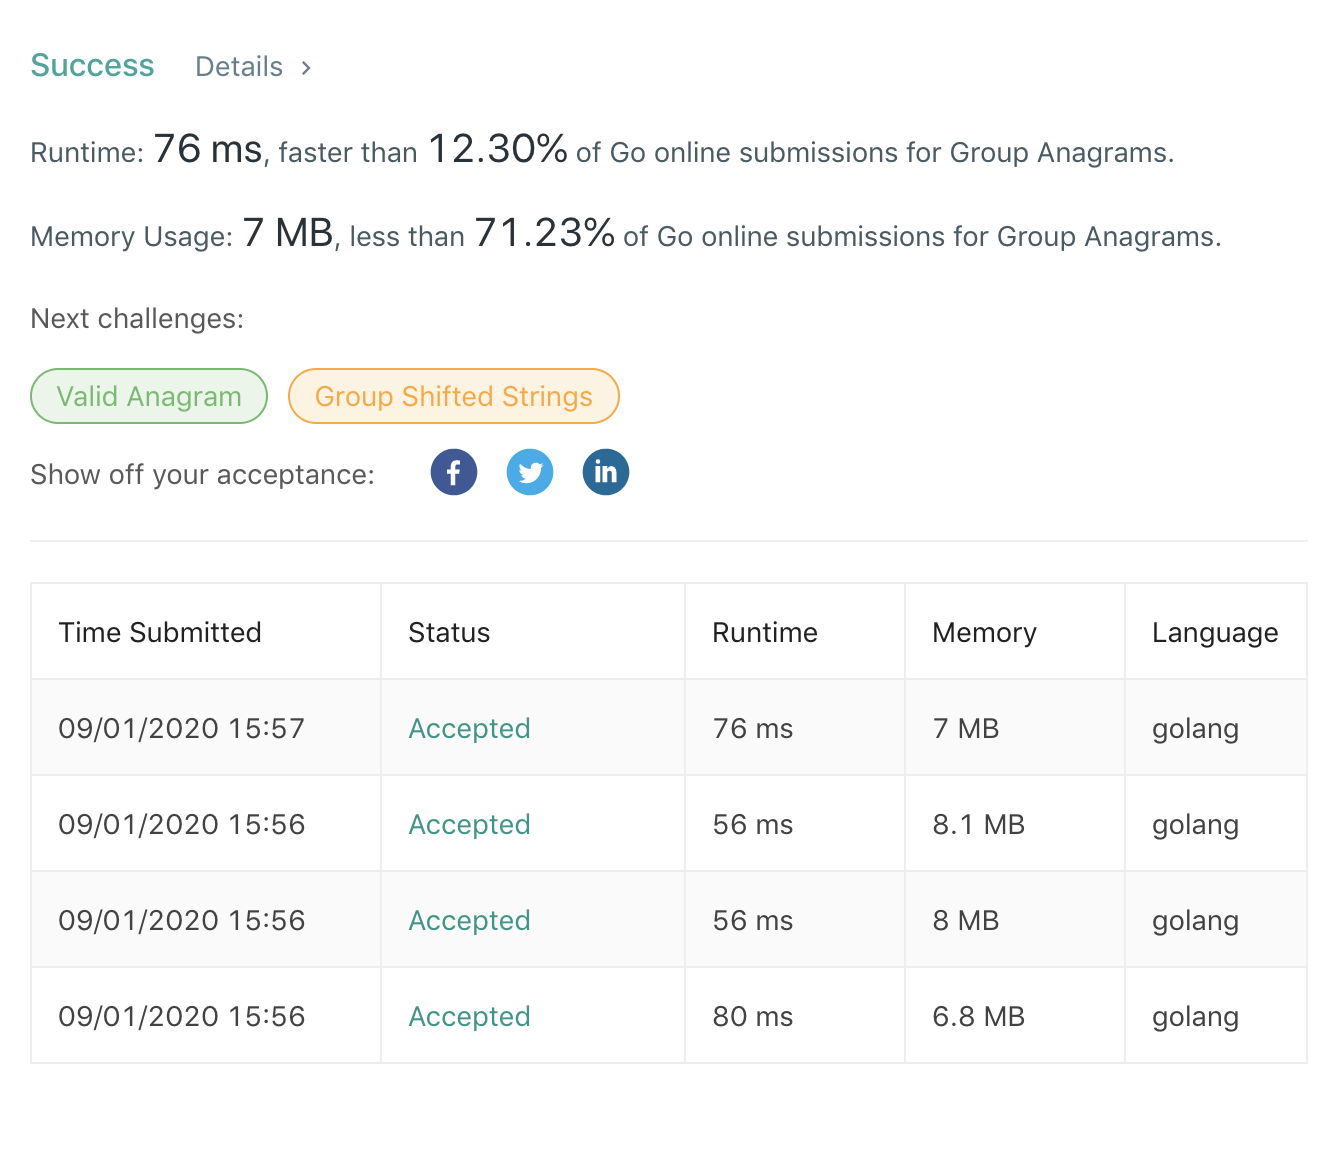 Success Details >
Runtime: 76 ms, faster than 12.30% of Go online submissions for Group Anagrams.
Memory Usage: 7 MB, less than 71.23% of Go online submissions for Group Anagrams.
Next challenges:
Valid Anagram Group Shifted Strings
Show off your acceptance: f in
Time Submitted Status Runtime Memory Language
09/01/2020 15:57 Accepted 76 ms 7 MB golang
09/01/2020 15:56 Accepted 56 ms 8.1 MB golang
09/01/2020 15:56 Accepted 56 ms 8 MB golang
09/01/2020 15:56 Accepted 80 ms 6.8 MB golang